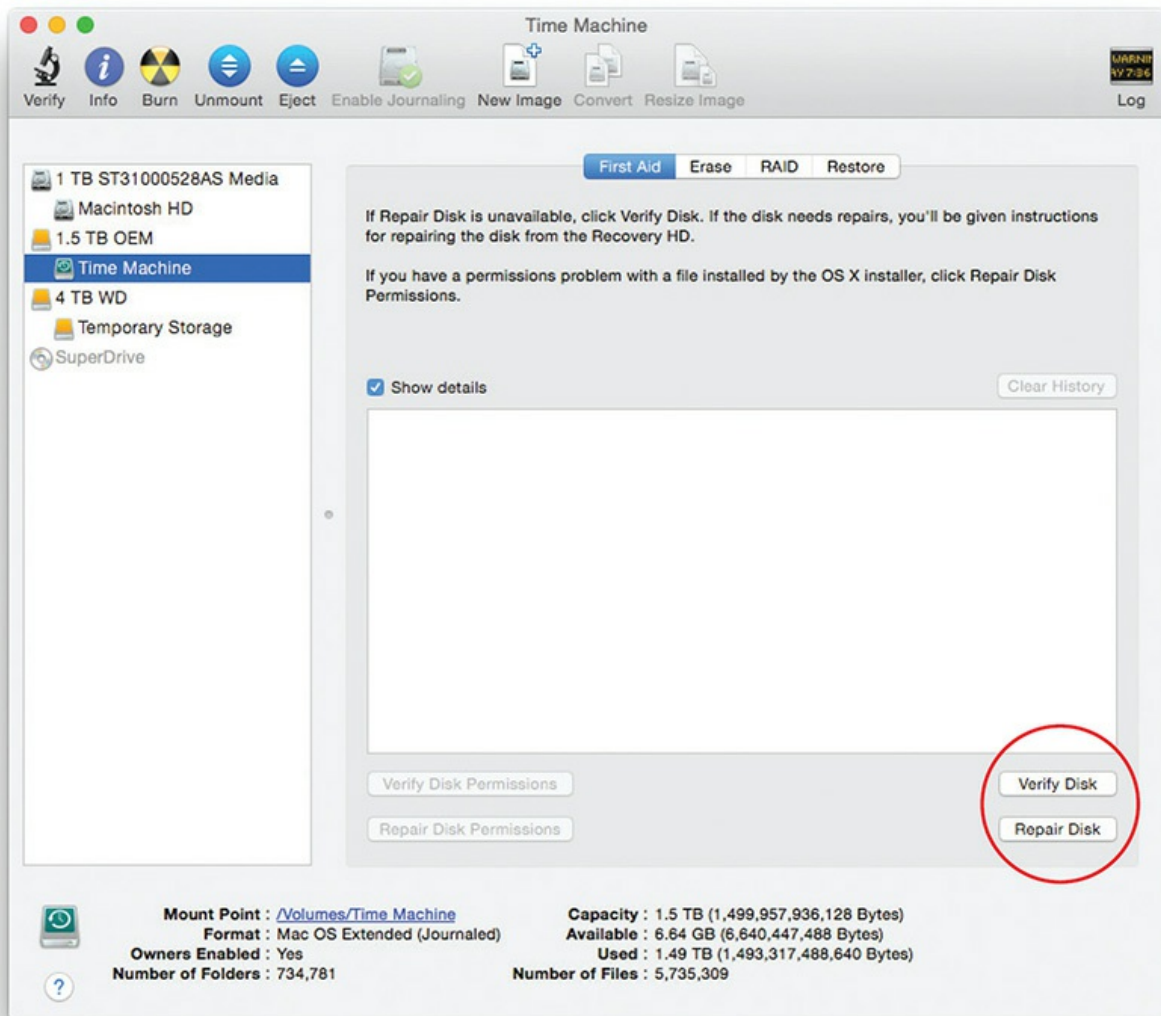 Time Machine
Verify Info Burn Unmount Eject Enable Journaling New Image Convert Resize Image Log
WARNIN
AY 7:36
1 TB ST31000528AS Media
Macintosh HD
1.5 TB OEM
Time Machine
4 TB WD
Temporary Storage
SuperDrive
First Aid Erase RAID Restore
If Repair Disk is unavailable, click Verify Disk. If the disk needs repairs, you'll be given instructions
for repairing the disk from the Recovery HD.
If you have a permissions problem with a file installed by the OS X installer, click Repair Disk
Permissions.
Show details Clear History
Verify Disk Permissions Verify Disk
Repair Disk Permissions Repair Disk
Mount Point : /Volumes/Time Machine Capacity : 1.5 TB (1,499,957,936,128 Bytes)
Format : Mac OS Extended (Journaled) Available : 6.64 GB (6,640,447,488 Bytes)
Owners Enabled : Yes Used : 1.49 TB (1,493,317,488,640 Bytes)
Number of Folders : 734,781 Number of Files : 5,735,309
?